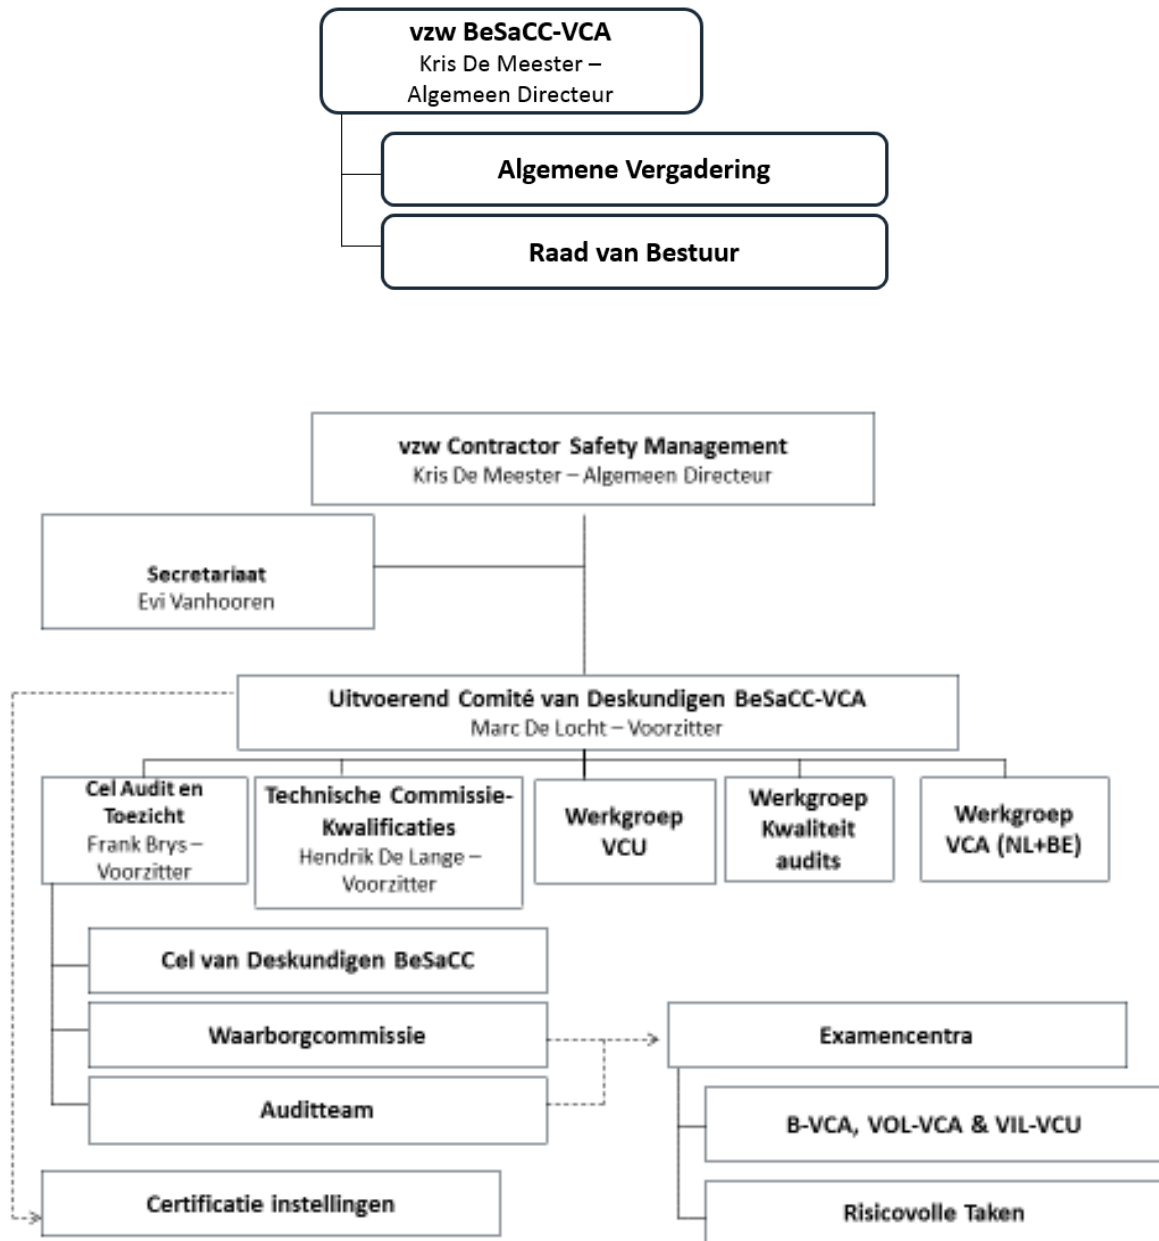 vzw BeSaCC-VCA
Kris De Meester –
Algemeen Directeur
Algemene Vergadering
Raad van Bestuur
vzw Contractor Safety Management
Kris De Meester – Algemeen Directeur
Secretariaat
Evi Vanhooren
Uitvoerend Comité van Deskundigen BeSaCC-VCA
Marc De Locht – Voorzitter
Cel Audit en
Toezicht
Frank Brys –
Voorzitter
Technische Commissie-
Kwalificaties
Hendrik De Lange –
Voorzitter
Werkgroep
VCU
Werkgroep
Kwaliteit
audits
Werkgroep
VCA (NL+BE)
Cel van Deskundigen BeSaCC
Waarborgcommissie
Auditteam
Certificatie instellingen
Examencentra
B-VCA, VOL-VCA & VIL-VCU
Risicovolle Taken